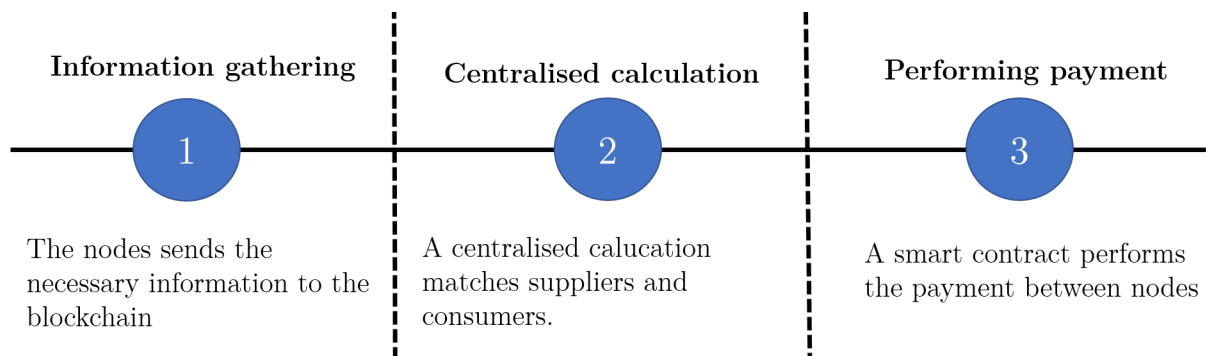 Information gathering
1
The nodes sends the
necessary information to the
blockchain
Centralised calculation
2
A centralised calucation
matches suppliers and
consumers.
Performing payment
3
A smart contract performs
the payment between nodes